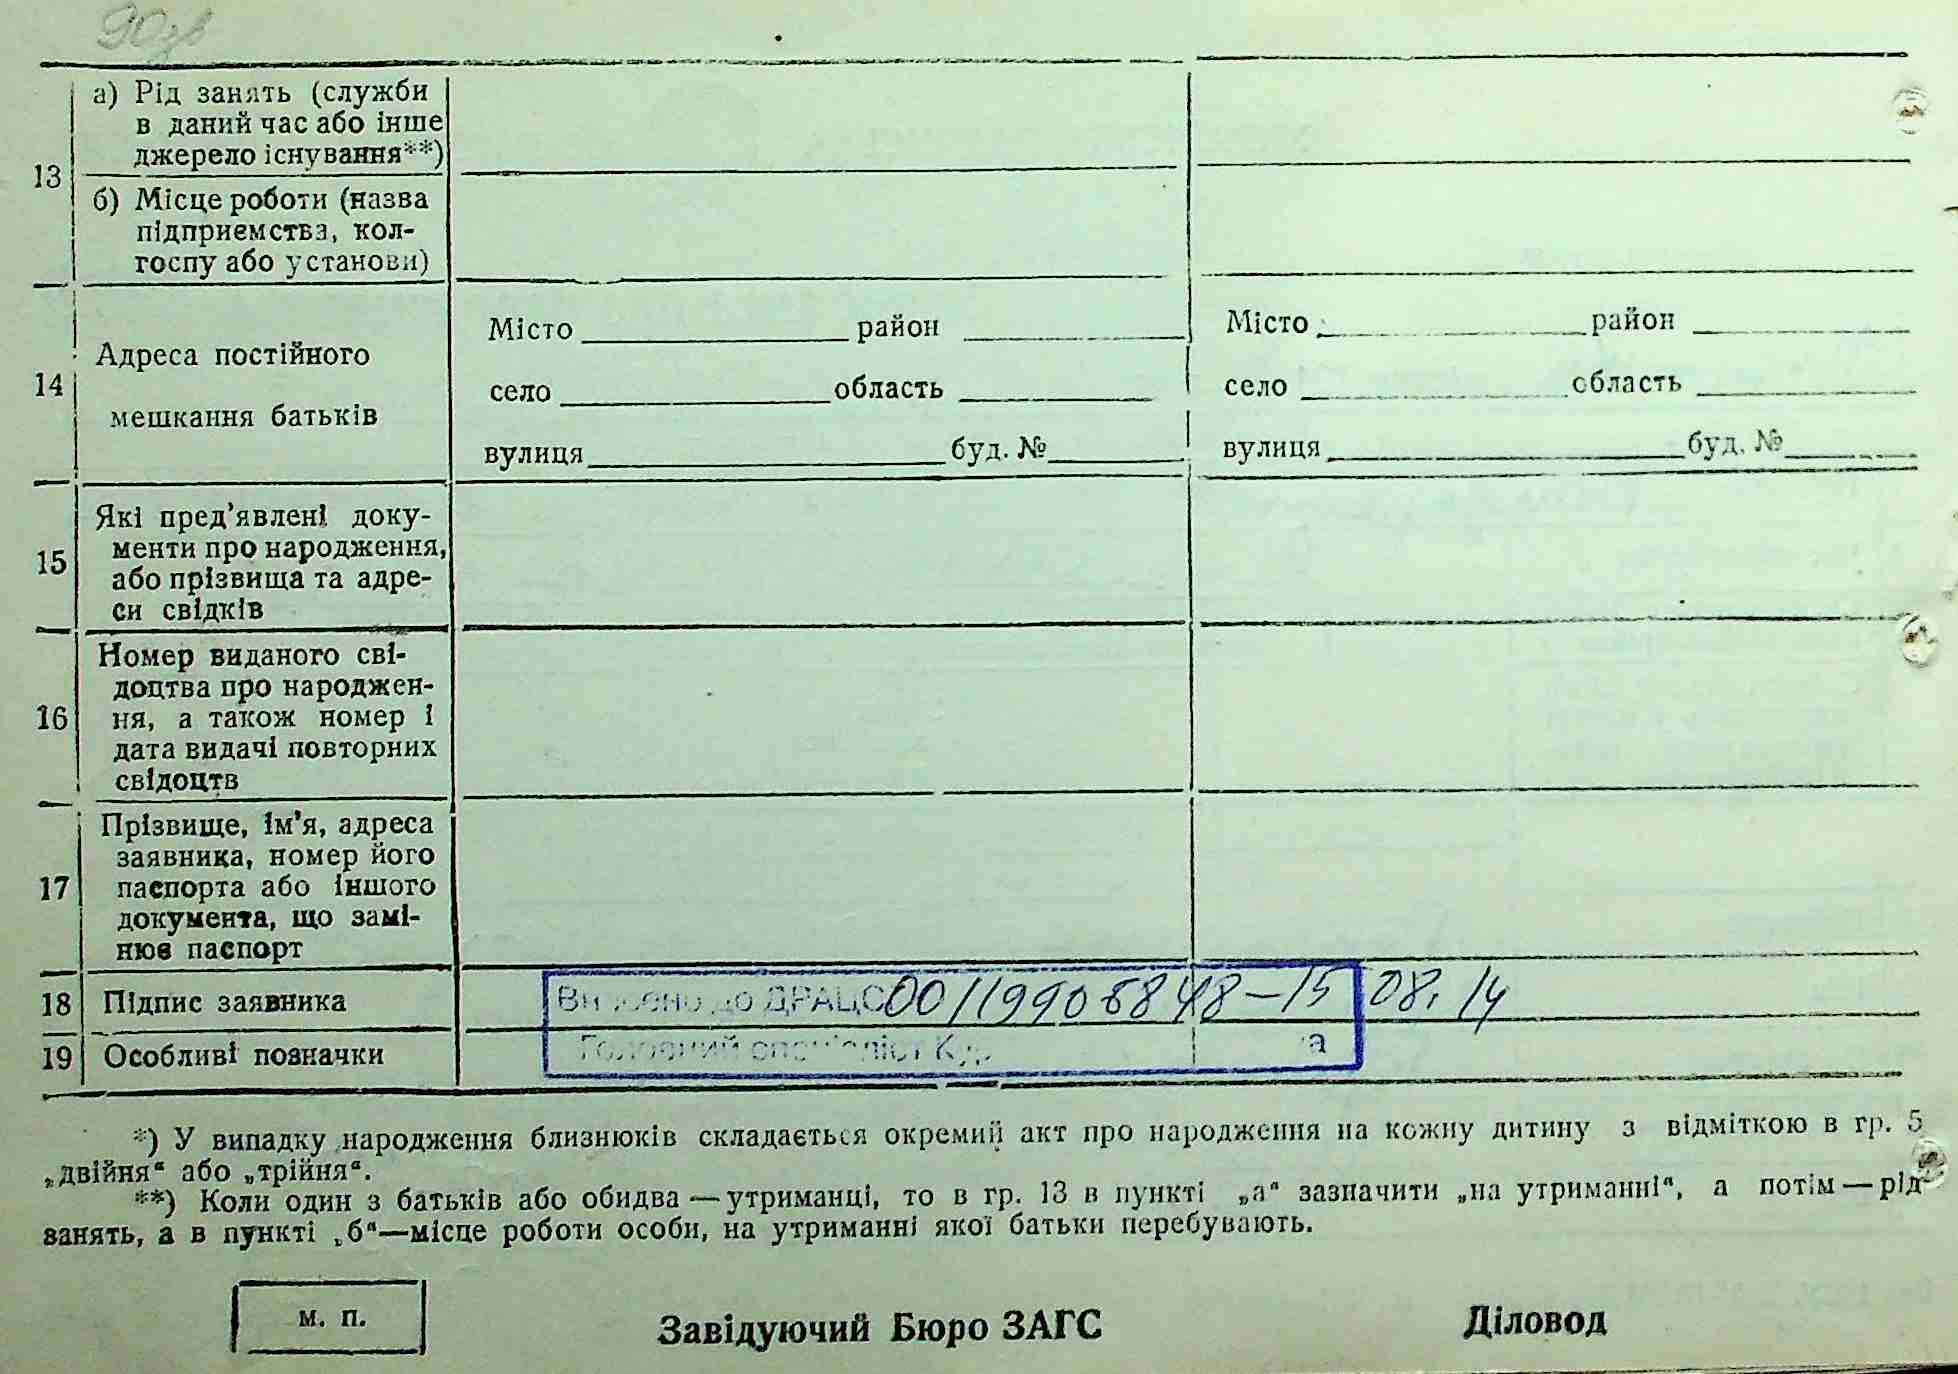 90зв
13
а) Рід занять (служби
в даний час або інше
джерело існування**)
б) Місце роботи (назва
підприємства, кол-
госпу або установи)
14
Адреса постійного
мешкання батьків
Місто район
село область
вулиця буд. №
Місто район
село область
вулиця буд. №
15
Які пред’явлені доку-
менти про народження,
або прізвища та адре-
си свідків
16
Номер виданого сві-
доцтва про народжен-
ня, а також номер і
дата видачі повторних
свідоцтв
17
Прізвище, ім’я, адреса
заявника, номер його
паспорта або іншого
документа, що замі-
нює паспорт
18 Підпис заявника
до ДРАЦС 00119906848-15 08.14
19 Особливі позначки
Головний спеціаліст
*) У випадку народження близнюків складається окремий акт про народження на кожну дитину з відміткою в гр. 5
„двійня“ або „трійня“.
**) Коли один з батьків або обидва — утриманці, то в гр. 13 в пункті „а“ зазначити „на утриманні“, а потім — рід
занять, а в пункті „б“—місце роботи особи, на утриманні якої батьки перебувають.
м. п.
Завідуючий Бюро ЗАГС
Діловод